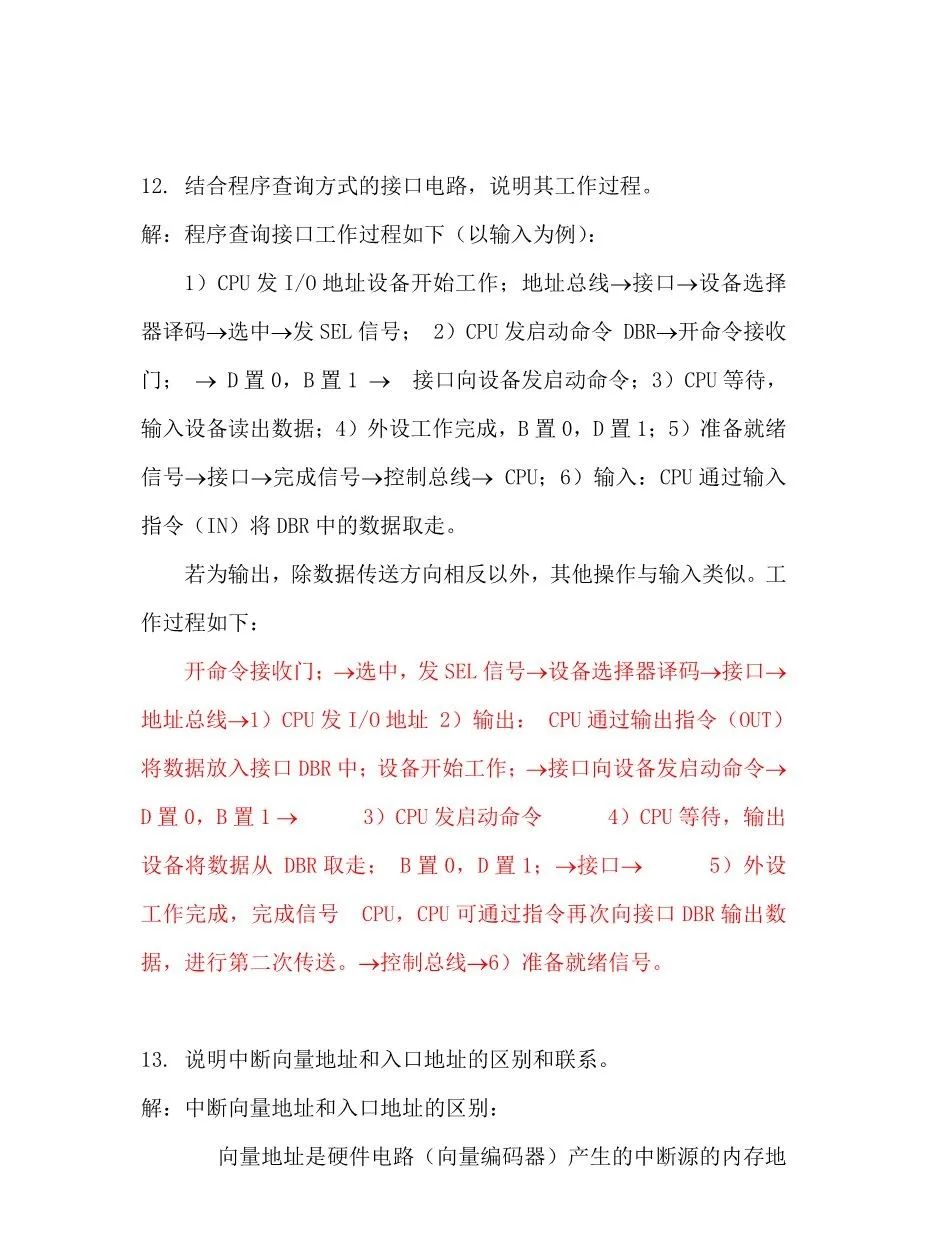 12. 结合程序查询方式的接口电路，说明其工作过程。
解：程序查询接口工作过程如下（以输入为例）：
1）CPU 发 I/O 地址设备开始工作；地址总线→接口→设备选择
器译码→选中→发 SEL 信号； 2）CPU 发启动命令 DBR→开命令接收
门； → D 置 0，B 置 1 → 接口向设备发启动命令；3）CPU 等待，
输入设备读出数据；4）外设工作完成，B 置 0，D 置 1；5）准备就绪
信号→接口→完成信号→控制总线→ CPU；6）输入：CPU 通过输入
指令（IN）将 DBR 中的数据取走。
若为输出，除数据传送方向相反以外，其他操作与输入类似。工
作过程如下：
开命令接收门；→选中，发 SEL 信号→设备选择器译码→接口→
地址总线→1）CPU 发 I/O 地址 2）输出： CPU 通过输出指令（OUT）
将数据放入接口 DBR 中；设备开始工作；→接口向设备发启动命令→
D 置 0，B 置 1 → 3）CPU 发启动命令 4）CPU 等待，输出
设备将数据从 DBR 取走； B 置 0，D 置 1；→接口→ 5）外设
工作完成，完成信号 CPU，CPU 可通过指令再次向接口 DBR 输出数
据，进行第二次传送。→控制总线→6）准备就绪信号。
13. 说明中断向量地址和入口地址的区别和联系。
解：中断向量地址和入口地址的区别：
向量地址是硬件电路（向量编码器）产生的中断源的内存地